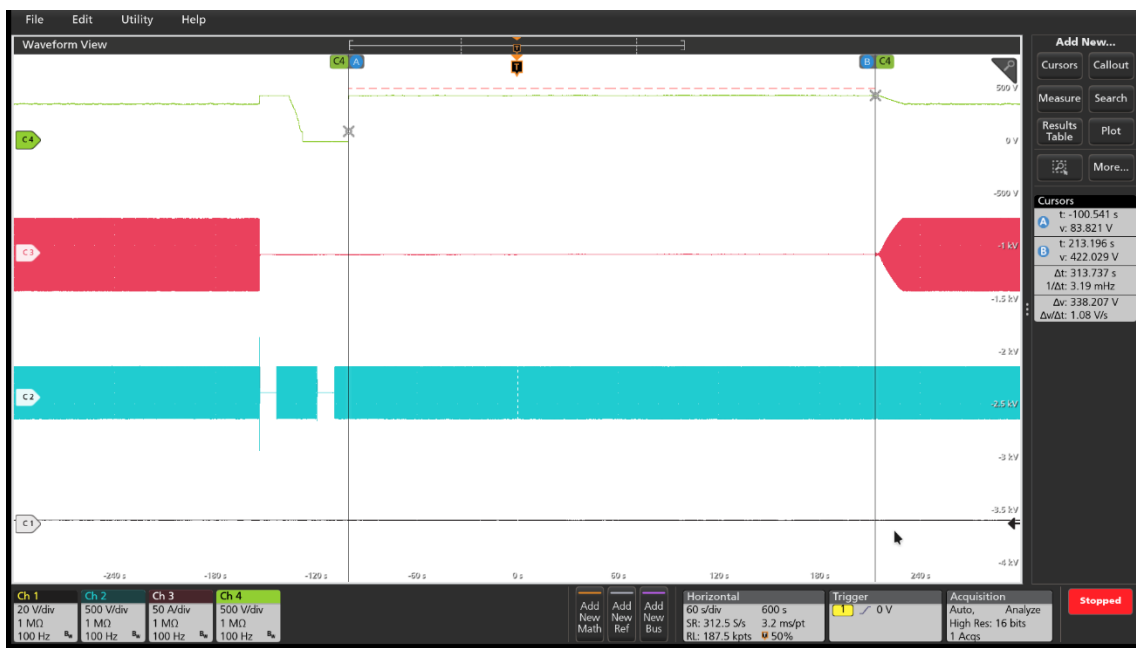 File Edit Utility Help
Waveform View
Add New...
C4 A
B C4
T
T
Cursors Callout
500 V
Measure Search
Results Table Plot
C4
0 V
More...
-500 V
Cursors
A t: -100.541 s
v: 83.821 V
B t: 213.196 s
v: 422.029 V
Δt: 313.737 s
1/Δt: 3.19 mHz
Δv: 338.207 V
Δv/Δt: 1.08 V/s
C3
-1 kV
-1.5 kV
-2 kV
C2
-2.5 kV
-3 kV
-3.5 kV
C1
-4 kV
-240 s -180 s -120 s -60 s 0 s 60 s 120 s 180 s 240 s
Ch 1
20 V/div
1 MΩ
100 Hz Bw
Ch 2
500 V/div
1 MΩ
100 Hz Bw
Ch 3
50 A/div
1 MΩ
100 Hz Bw
Ch 4
500 V/div
1 MΩ
100 Hz Bw
Add New Math
Add New Ref
Add New Bus
Horizontal
60 s/div 600 s
SR: 312.5 S/s 3.2 ms/pt
RL: 187.5 kpts 50%
Trigger
1 0 V
Acquisition
Auto, Analyze
High Res: 16 bits
1 Acqs
Stopped